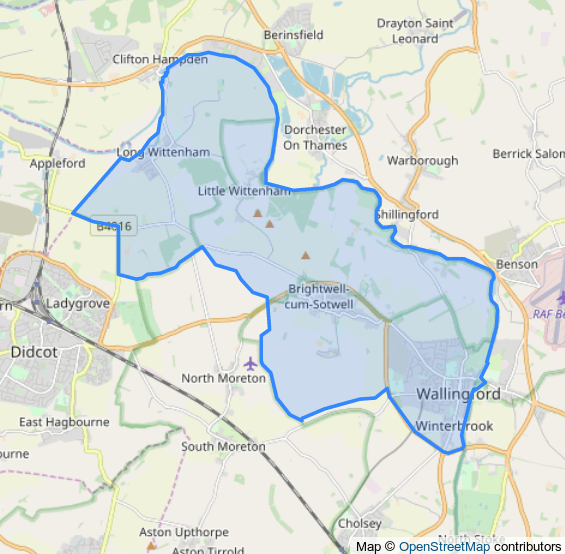 Drayton Saint
Leonard
Berinsfield
Clifton Hampden
Dorchester
On Thames
Long Wittenham
Appleford
Warborough
Berrick Salom
Little Wittenham
Shillingford
B4016
Benson
Brightwell-
cum-Sotwell
Ladygrove
RAF Be
Didcot
North Moreton
Wallingford
East Hagbourne
Winterbrook
South Moreton
ourne
Cholsey
Aston Upthorpe
North Stoke
Aston Tirrold
Map © OpenStreetMap contributors